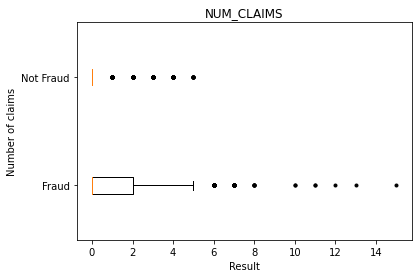 NUM_CLAIMS
Number of claims
Not Fraud
Fraud
0 2 4 6 8 10 12 14
Result